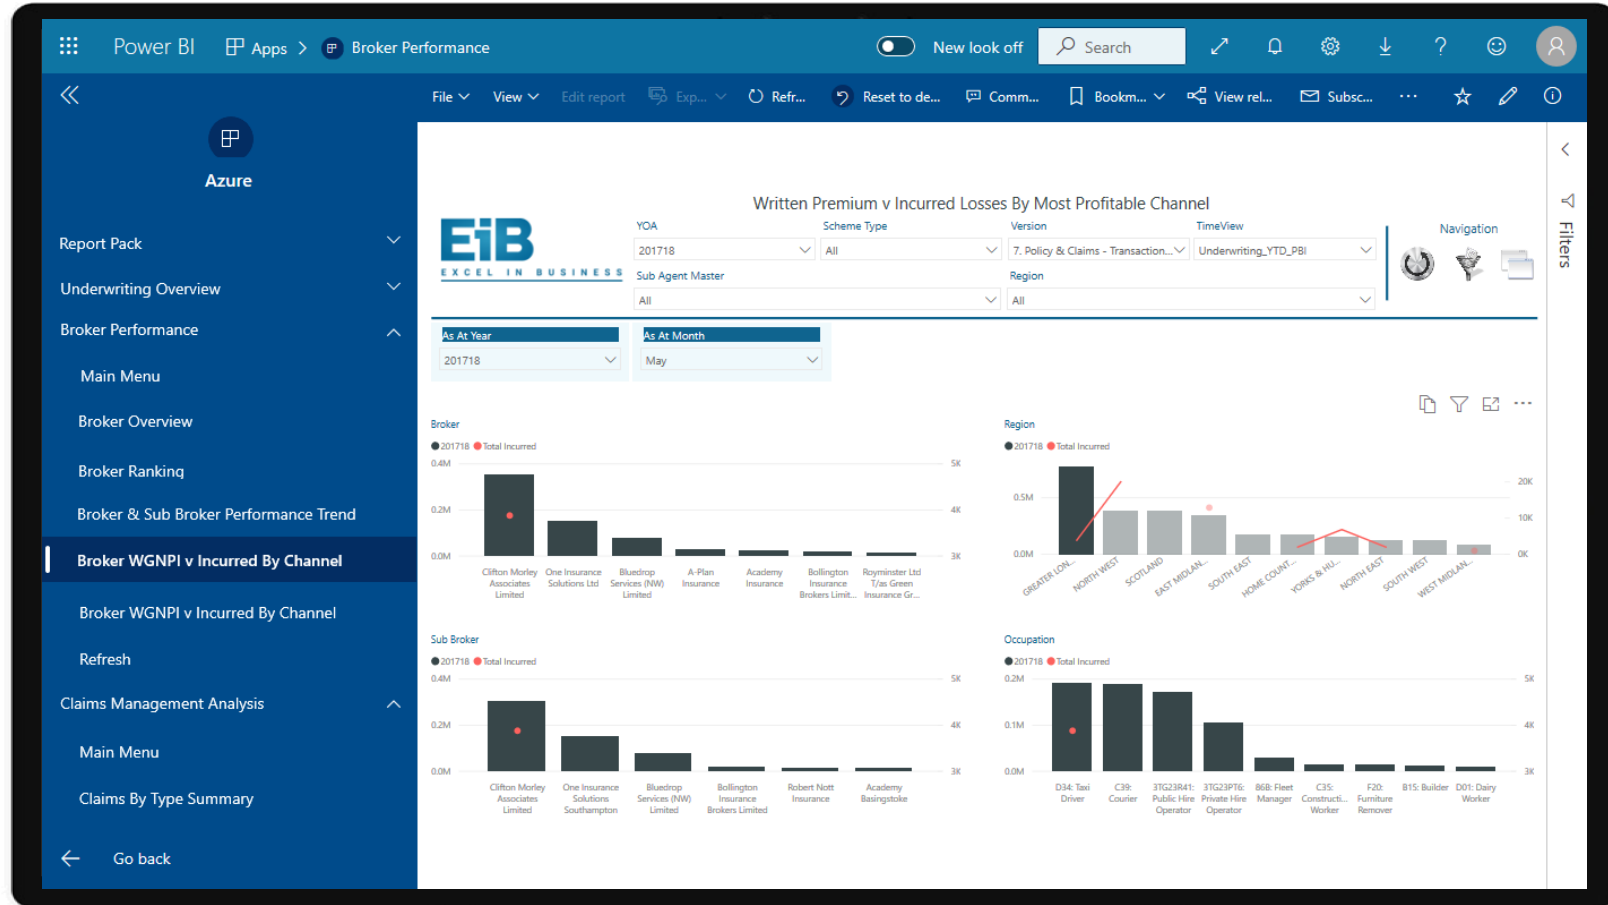 Power BI
Apps > Broker Performance
New look off
Search
File
View
Edit report
Exp...
Refr...
Reset to de...
Comm...
Bookm...
View rel...
Subsc...
Azure
Report Pack
Underwriting Overview
Broker Performance
Main Menu
Broker Overview
Broker Ranking
Broker & Sub Broker Performance Trend
Broker WGNPI v Incurred By Channel
Broker WGNPI v Incurred By Channel
Refresh
Claims Management Analysis
Main Menu
Claims By Type Summary
Go back
Filters
Written Premium v Incurred Losses By Most Profitable Channel
EiB
EXCEL IN BUSINESS
YOA
201718
Scheme Type
All
Version
7. Policy & Claims - Transaction...
TimeView
Underwriting_YTD_PBI
Sub Agent Master
All
Region
All
Navigation
As At Year
201718
As At Month
May
Broker
201718 Total Incurred
0.4M
0.2M
0.0M
5K
4K
3K
Clifton Morley
Associates
Limited
One Insurance
Solutions Ltd
Bluedrop
Services (NW)
Limited
A-Plan
Insurance
Academy
Insurance
Bollington
Insurance
Brokers Limit...
Royminster Ltd
T/as Green
Insurance Gr...
Region
201718 Total Incurred
0.5M
0.0M
20K
10K
0K
GREATER LON...
NORTH WEST
SCOTLAND
EAST MIDLAN...
SOUTH EAST
HOME COUNT...
YORKS & HU...
NORTH EAST
SOUTH WEST
WEST MIDLAN...
Sub Broker
201718 Total Incurred
0.4M
0.2M
0.0M
5K
4K
3K
Clifton Morley
Associates
Limited
One Insurance
Solutions
Southampton
Bluedrop
Services (NW)
Limited
Bollington
Insurance
Brokers Limited
Robert Nott
Insurance
Academy
Basingstoke
Occupation
201718 Total Incurred
0.2M
0.1M
0.0M
5K
4K
3K
D34: Taxi
Driver
C39:
Courier
3TG23R41:
Public Hire
Operator
3TG23PT6:
Private Hire
Operator
86B: Fleet
Manager
C35:
Constructi...
Worker
F20:
Furniture
Remover
B15: Builder
D01: Dairy
Worker